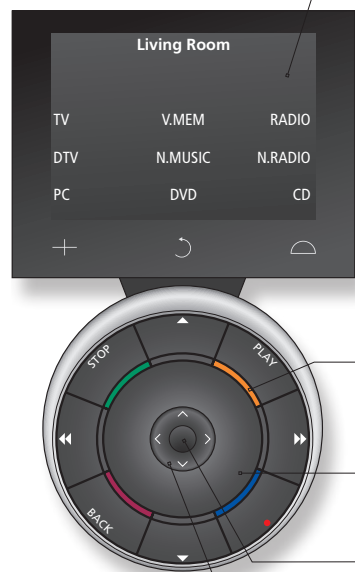 Living Room
TV V.MEM RADIO
DTV N.MUSIC N.RADIO
PC DVD CD
STOP PLAY
BACK